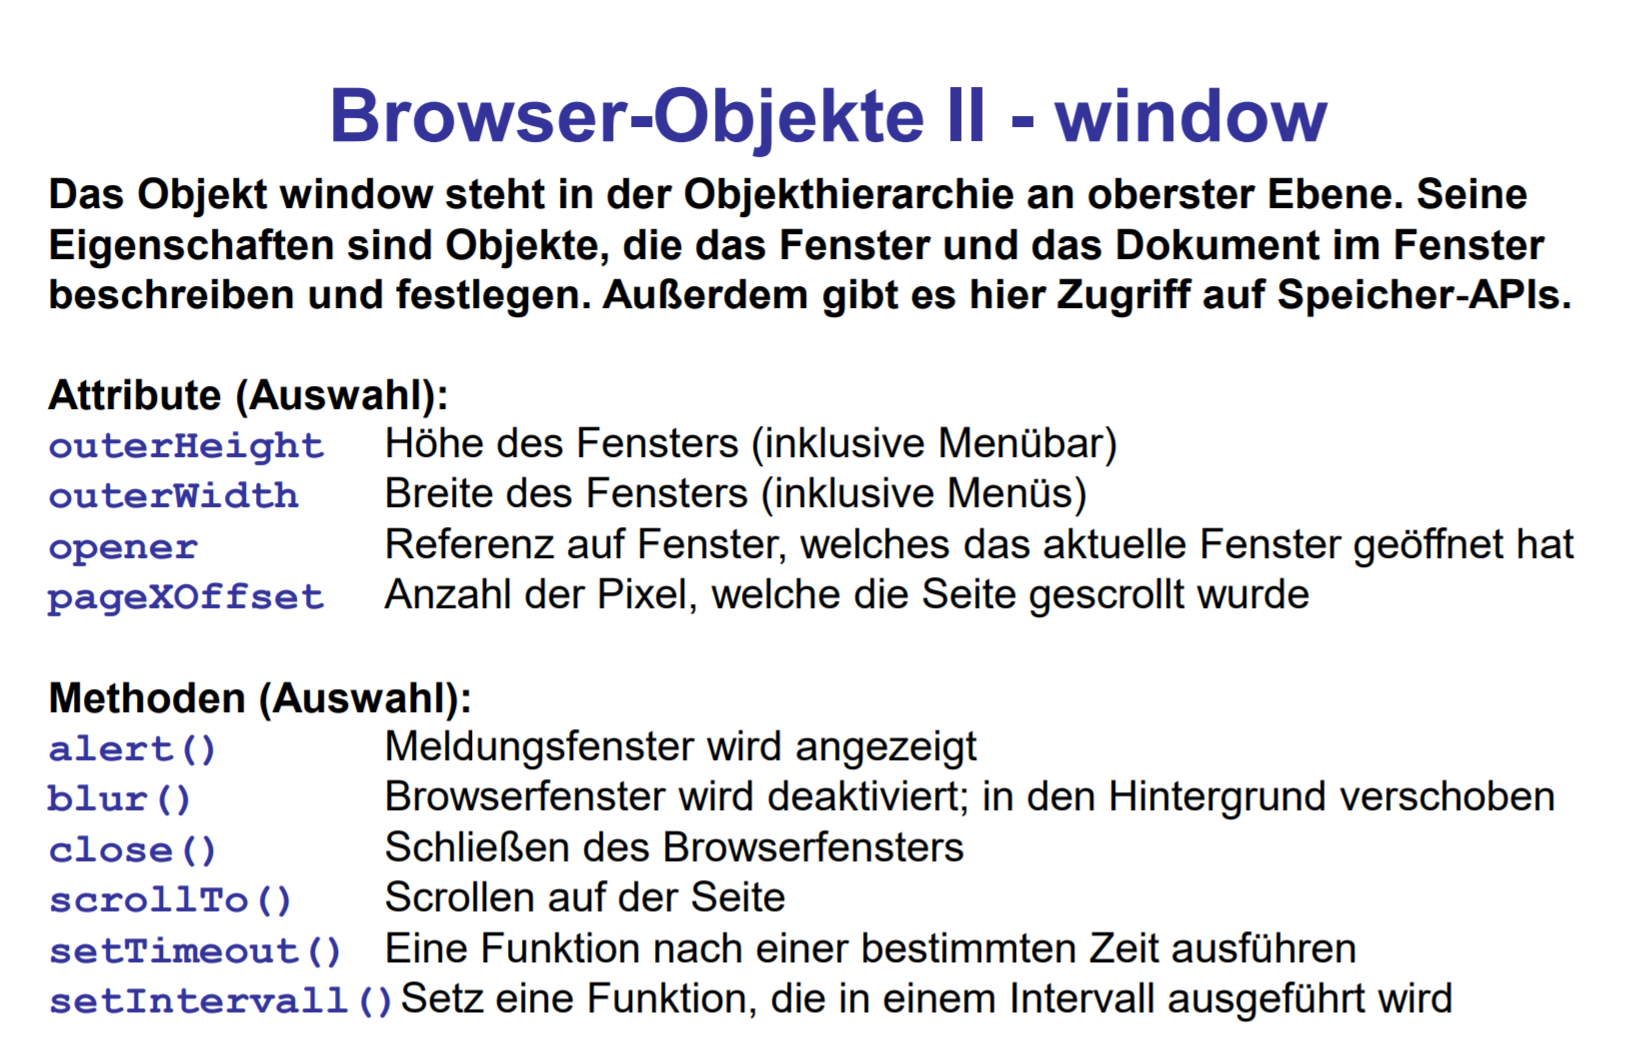 Browser-Objekte II - window
Das Objekt window steht in der Objekthierarchie an oberster Ebene. Seine
Eigenschaften sind Objekte, die das Fenster und das Dokument im Fenster
beschreiben und festlegen. Außerdem gibt es hier Zugriff auf Speicher-APIs.
Attribute (Auswahl):
outerHeight Höhe des Fensters (inklusive Menübar)
outerWidth Breite des Fensters (inklusive Menüs)
opener Referenz auf Fenster, welches das aktuelle Fenster geöffnet hat
pageXOffset Anzahl der Pixel, welche die Seite gescrollt wurde
Methoden (Auswahl):
alert() Meldungsfenster wird angezeigt
blur() Browserfenster wird deaktiviert; in den Hintergrund verschoben
close() Schließen des Browserfensters
scrollTo() Scrollen auf der Seite
setTimeout() Eine Funktion nach einer bestimmten Zeit ausführen
setIntervall() Setz eine Funktion, die in einem Intervall ausgeführt wird